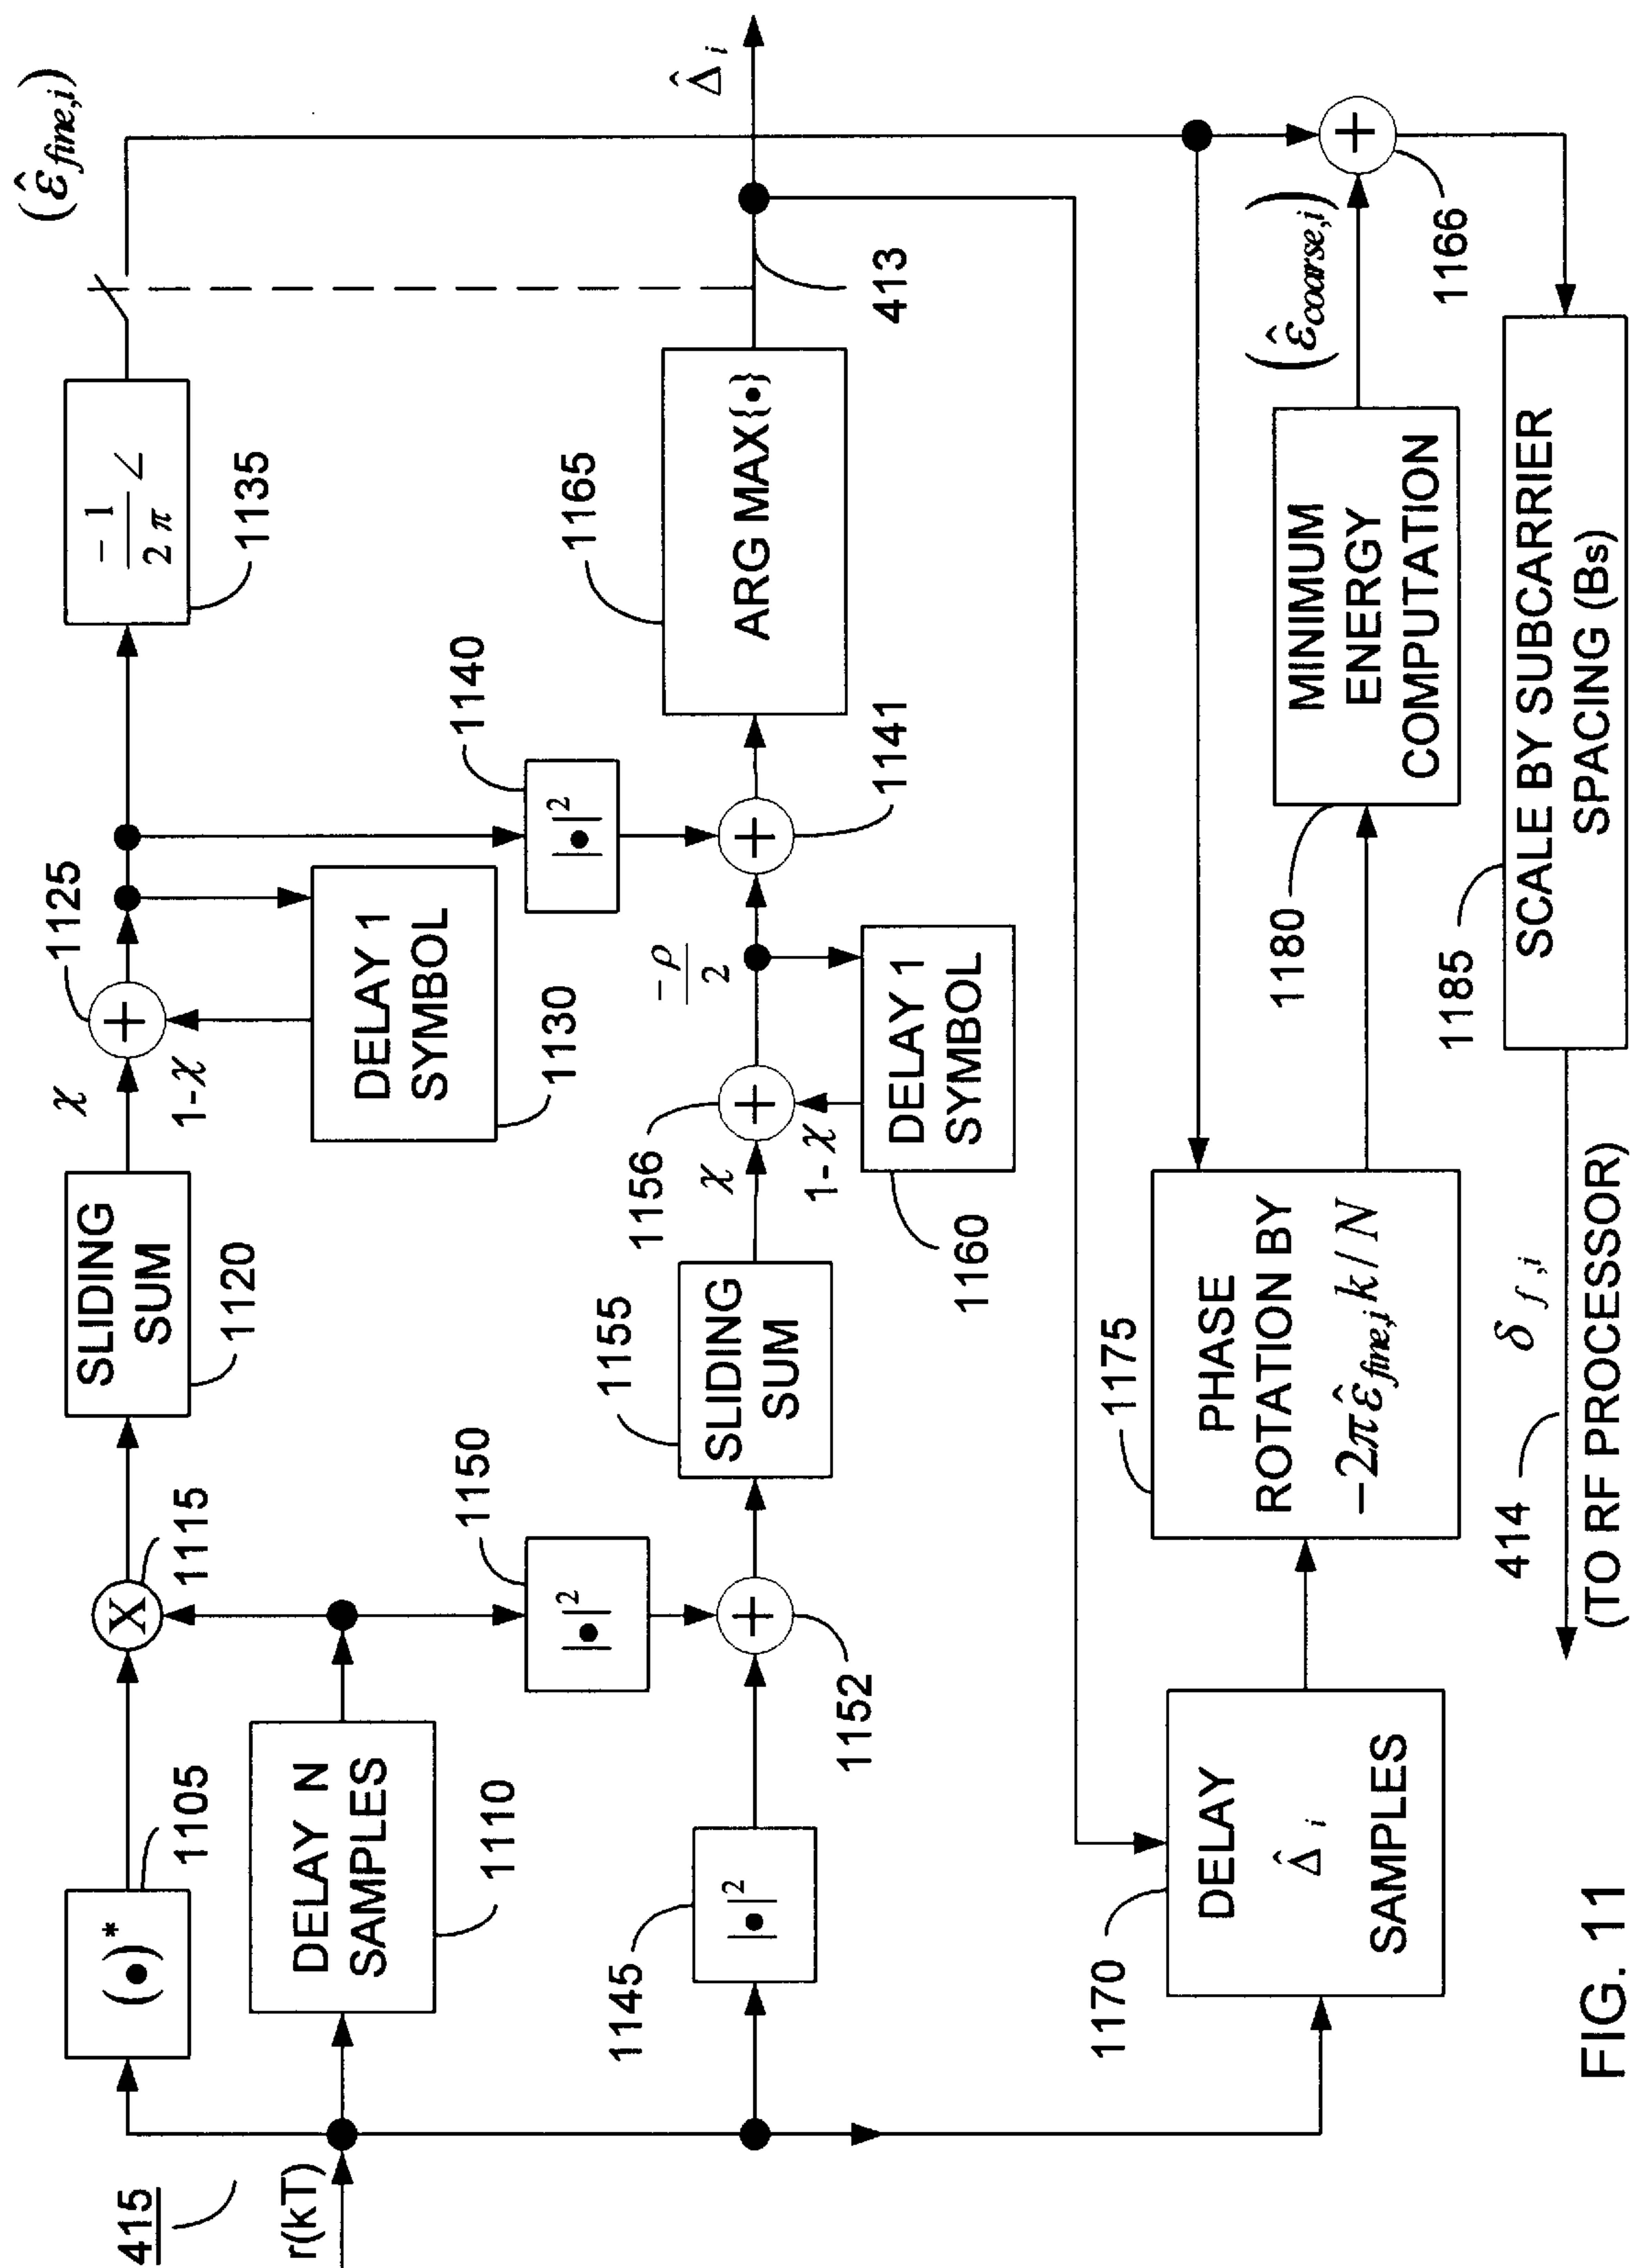 415
r(kT)
(•)*
1105
DELAY N
SAMPLES
1110
X
1115
SLIDING
SUM
1120
χ
1-χ
+
1125
DELAY 1
SYMBOL
1130
-1/2π ∠
1135
(ε̂ fine,i)
|•|²
1140
|•|²
1145
|•|²
1150
+
1152
SLIDING
SUM
1155
χ
1-χ
+
1156
DELAY 1
SYMBOL
1160
-ρ/2
+
1141
ARG MAX{•}
1165
413
Δ̂ i
DELAY
Δ̂ i
SAMPLES
1170
PHASE
ROTATION BY
-2πε̂ fine,i k/N
1175
MINIMUM
ENERGY
COMPUTATION
1180
(ε̂ coarse,i)
+
1166
SCALE BY SUBCARRIER
SPACING (Bs)
1185
δ f,i
414
(TO RF PROCESSOR)
FIG. 11